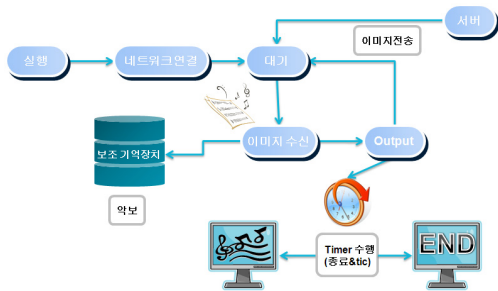 서버
이미지전송
실행
네트워크연결
대기
보조 기억장치
이미지 수신
Output
악보
Timer 수행
(종료&tic)
END